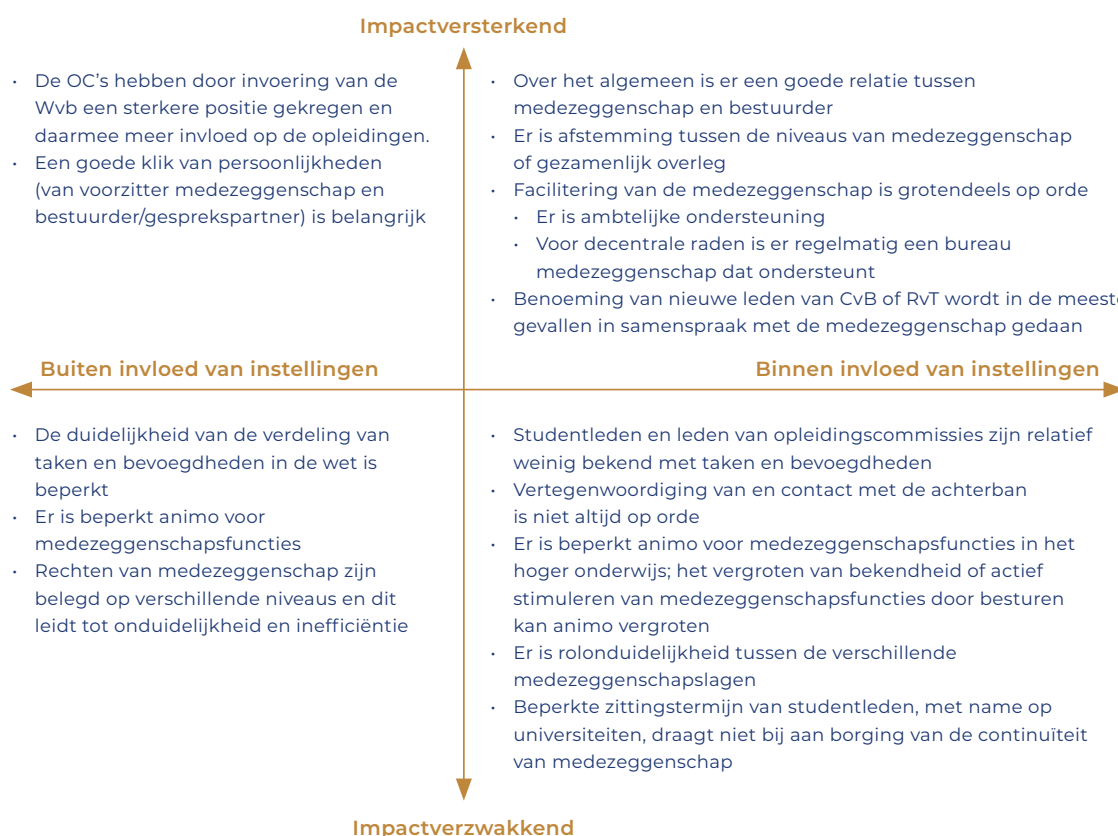 Impactversterkend
• De OC's hebben door invoering van de
Wvb een sterkere positie gekregen en
daarmee meer invloed op de opleidingen.
• Een goede klik van persoonlijkheden
(van voorzitter medezeggenschap en
bestuurder/gesprekspartner) is belangrijk
• Over het algemeen is er een goede relatie tussen
medezeggenschap en bestuurder
• Er is afstemming tussen de niveaus van medezeggenschap
of gezamenlijk overleg
• Facilitering van de medezeggenschap is grotendeels op orde
• Er is ambtelijke ondersteuning
• Voor decentrale raden is er regelmatig een bureau
medezeggenschap dat ondersteunt
• Benoeming van nieuwe leden van CvB of RvT wordt in de meeste
gevallen in samenspraak met de medezeggenschap gedaan
Buiten invloed van instellingen
Binnen invloed van instellingen
• De duidelijkheid van de verdeling van
taken en bevoegdheden in de wet is
beperkt
• Er is beperkt animo voor
medezeggenschapsfuncties
• Rechten van medezeggenschap zijn
belegd op verschillende niveaus en dit
leidt tot onduidelijkheid en inefficiëntie
• Studentleden en leden van opleidingscommissies zijn relatief
weinig bekend met taken en bevoegdheden
• Vertegenwoordiging van en contact met de achterban
is niet altijd op orde
• Er is beperkt animo voor medezeggenschapsfuncties in het
hoger onderwijs; het vergroten van bekendheid of actief
stimuleren van medezeggenschapsfuncties door besturen
kan animo vergroten
• Er is rolonduidelijkheid tussen de verschillende
medezeggenschapslagen
• Beperkte zittingstermijn van studentleden, met name op
universiteiten, draagt niet bij aan borging van de continuïteit
van medezeggenschap
Impactverzwakkend